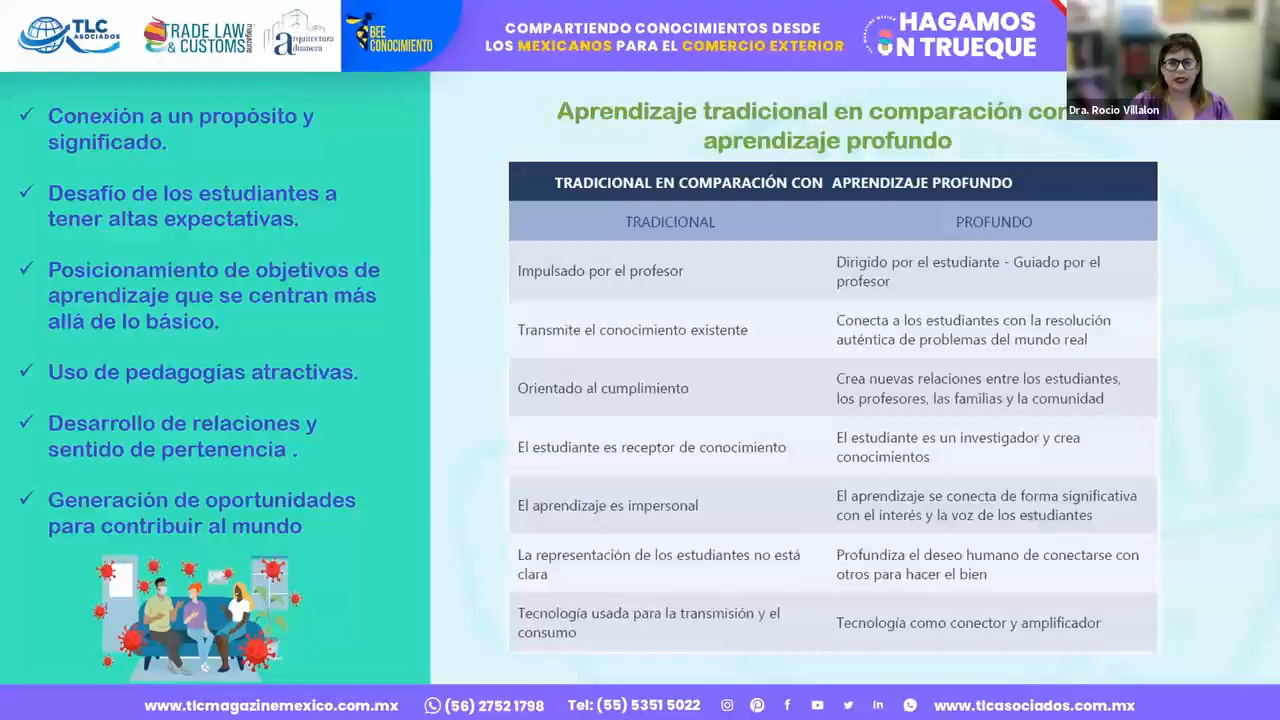 TLC
ASOCIADOS
TRADE LAW
& CUSTOMS
Arquitectura
Aduanera
BEE
CONOCIMIENTO
COMPARTIENDO CONOCIMIENTOS DESDE
LOS MEXICANOS PARA EL COMERCIO EXTERIOR
HAGAMOS
UN TRUEQUE
Dra. Rocio Villalon
✓ Conexión a un propósito y
significado.
✓ Desafío de los estudiantes a
tener altas expectativas.
✓ Posicionamiento de objetivos de
aprendizaje que se centran más
allá de lo básico.
✓ Uso de pedagogías atractivas.
✓ Desarrollo de relaciones y
sentido de pertenencia .
✓ Generación de oportunidades
para contribuir al mundo
Aprendizaje tradicional en comparación con
aprendizaje profundo
TRADICIONAL EN COMPARACIÓN CON APRENDIZAJE PROFUNDO
TRADICIONAL PROFUNDO
Impulsado por el profesor
Dirigido por el estudiante - Guiado por el
profesor
Transmite el conocimiento existente
Conecta a los estudiantes con la resolución
auténtica de problemas del mundo real
Orientado al cumplimiento
Crea nuevas relaciones entre los estudiantes,
los profesores, las familias y la comunidad
El estudiante es receptor de conocimiento
El estudiante es un investigador y crea
conocimientos
El aprendizaje es impersonal
El aprendizaje se conecta de forma significativa
con el interés y la voz de los estudiantes
La representación de los estudiantes no está
clara
Profundiza el deseo humano de conectarse con
otros para hacer el bien
Tecnología usada para la transmisión y el
consumo
Tecnología como conector y amplificador
www.tlcmagazinemexico.com.mx (56) 2752 1798 Tel: (55) 5351 5022 www.tlcasociados.com.mx